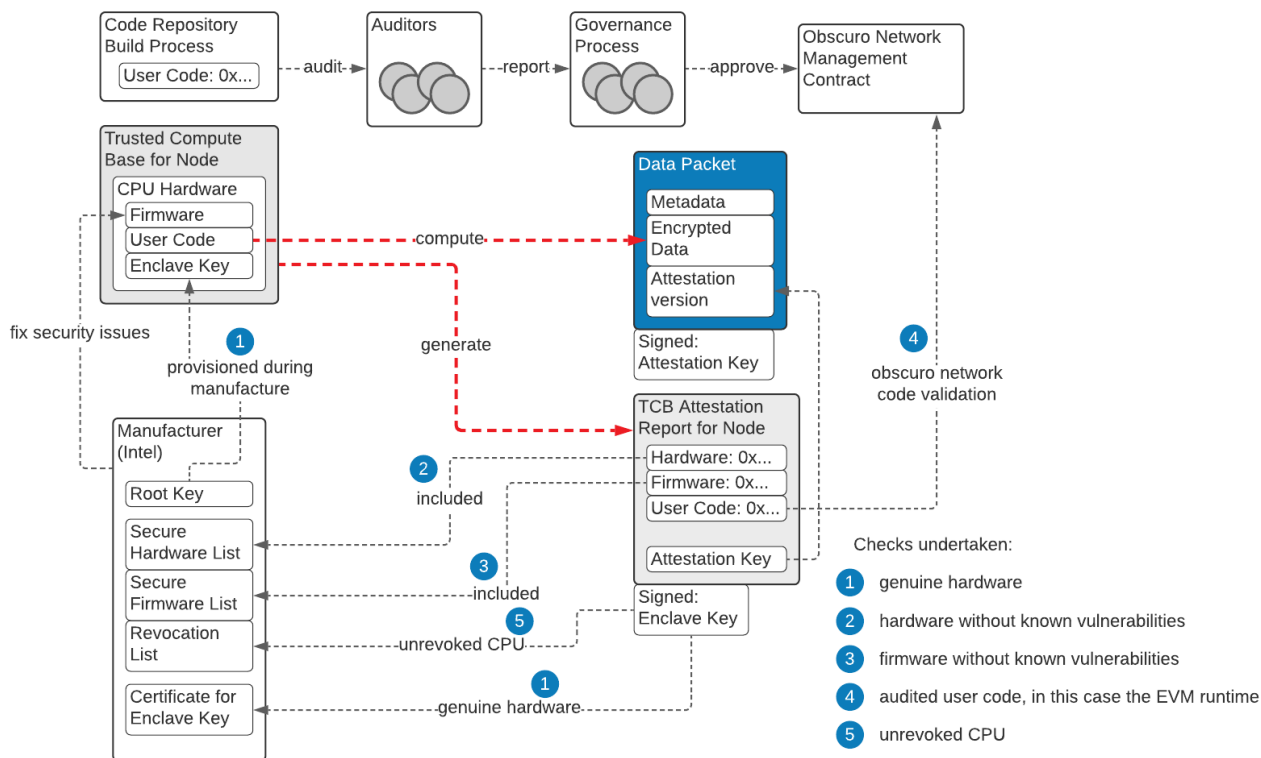 Code Repository
Build Process
User Code: 0x...
audit
Auditors
report
Governance
Process
approve
Obscuro Network
Management
Contract
Trusted Compute
Base for Node
CPU Hardware
Firmware
User Code
Enclave Key
compute
generate
Data Packet
Metadata
Encrypted
Data
Attestation
version
Signed:
Attestation Key
fix security issues
1
provisioned during
manufacture
4
obscuro network
code validation
Manufacturer
(Intel)
Root Key
Secure
Hardware List
Secure
Firmware List
Revocation
List
Certificate for
Enclave Key
2
included
3
included
5
unrevoked CPU
1
genuine hardware
TCB Attestation
Report for Node
Hardware: 0x...
Firmware: 0x...
User Code: 0x...
Attestation Key
Signed:
Enclave Key
Checks undertaken:
1 genuine hardware
2 hardware without known vulnerabilities
3 firmware without known vulnerabilities
4 audited user code, in this case the EVM runtime
5 unrevoked CPU